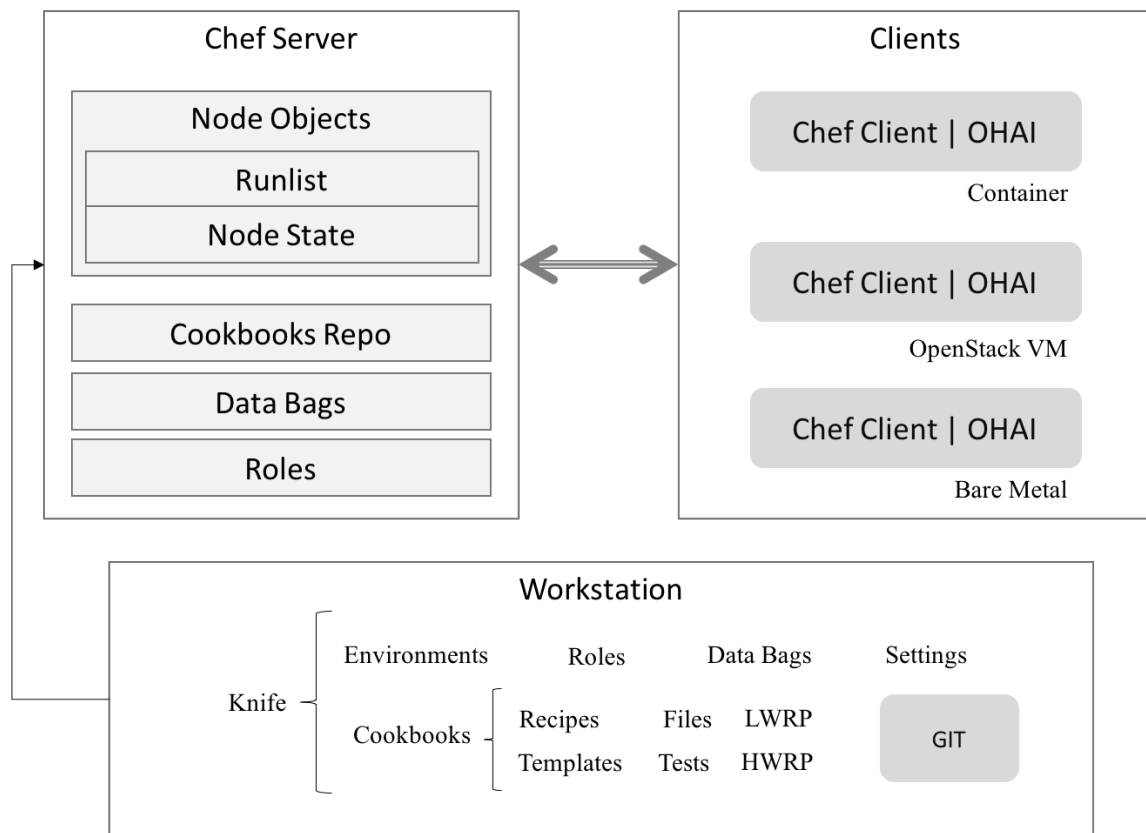 Chef Server
Node Objects
Runlist
Node State
Cookbooks Repo
Data Bags
Roles
Clients
Chef Client | OHAI
Container
Chef Client | OHAI
OpenStack VM
Chef Client | OHAI
Bare Metal
Workstation
Knife
Environments Roles Data Bags Settings
Cookbooks
Recipes Files LWRP
Templates Tests HWRP
GIT